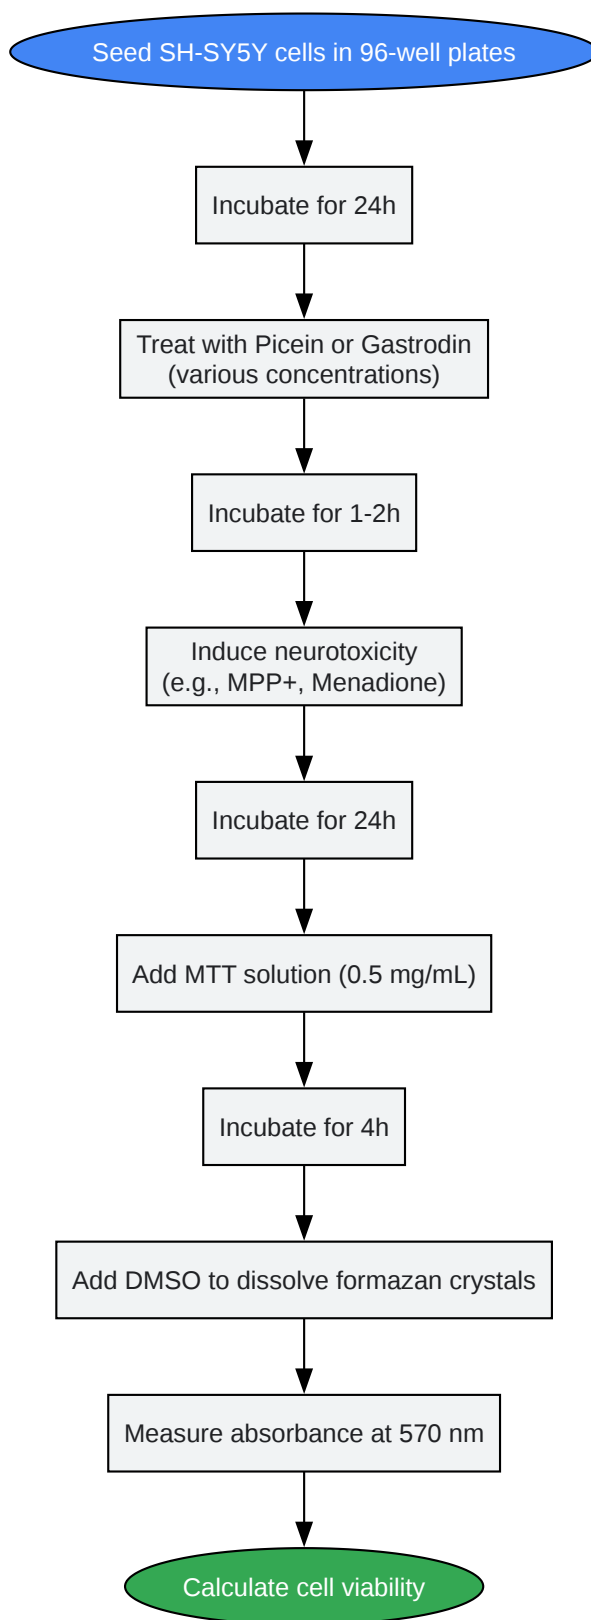 Seed SH-SY5Y cells in 96-well plates
Incubate for 24h
Treat with Picein or Gastrodin
(various concentrations)
Incubate for 1-2h
Induce neurotoxicity
(e.g., MPP+, Menadione)
Incubate for 24h
Add MTT solution (0.5 mg/mL)
Incubate for 4h
Add DMSO to dissolve formazan crystals
Measure absorbance at 570 nm
Calculate cell viability